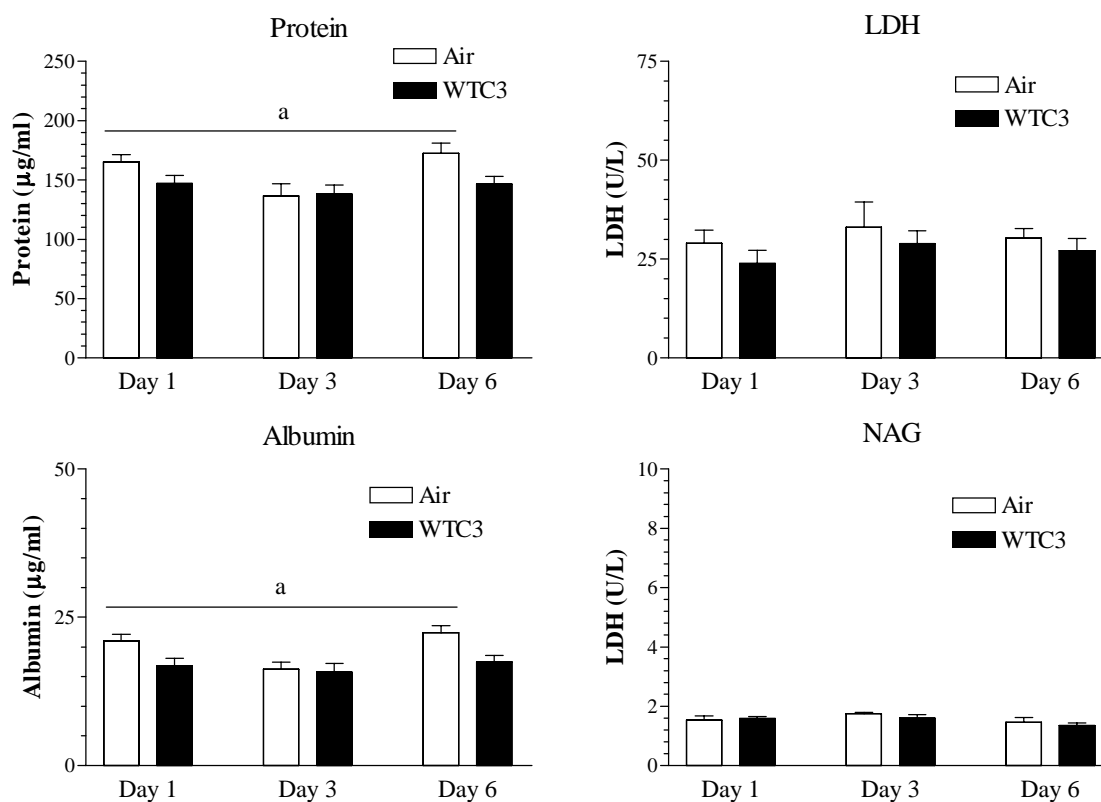 Protein
Air
WTC3
a
Protein (µg/ml)
250
200
150
100
50
0
Day 1
Day 3
Day 6
LDH
Air
WTC3
LDH (U/L)
75
50
25
0
Day 1
Day 3
Day 6
Albumin
Air
WTC3
a
Albumin (µg/ml)
50
25
0
Day 1
Day 3
Day 6
NAG
Air
WTC3
LDH (U/L)
10
8
6
4
2
0
Day 1
Day 3
Day 6